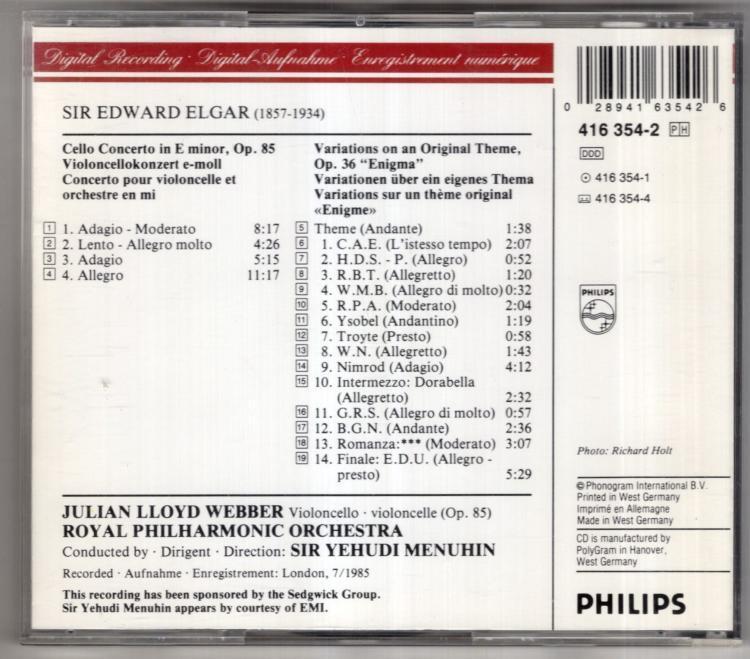 Digital Recording · Digital-Aufnahme · Enregistrement numérique
SIR EDWARD ELGAR (1857-1934)
Cello Concerto in E minor, Op. 85
Violoncellokonzert e-moll
Concerto pour violoncelle et
orchestre en mi
1 1. Adagio - Moderato 8:17
2 2. Lento - Allegro molto 4:26
3 3. Adagio 5:15
4 4. Allegro 11:17
Variations on an Original Theme,
Op. 36 “Enigma”
Variationen über ein eigenes Thema
Variations sur un thème original
«Enigme»
5 Theme (Andante) 1:38
6 1. C.A.E. (L'istesso tempo) 2:07
7 2. H.D.S. - P. (Allegro) 0:52
8 3. R.B.T. (Allegretto) 1:20
9 4. W.M.B. (Allegro di molto) 0:32
10 5. R.P.A. (Moderato) 2:04
11 6. Ysobel (Andantino) 1:19
12 7. Troyte (Presto) 0:58
13 8. W.N. (Allegretto) 1:43
14 9. Nimrod (Adagio) 4:12
15 10. Intermezzo: Dorabella
(Allegretto) 2:32
16 11. G.R.S. (Allegro di molto) 0:57
17 12. B.G.N. (Andante) 2:36
18 13. Romanza:*** (Moderato) 3:07
19 14. Finale: E.D.U. (Allegro -
presto) 5:29
JULIAN LLOYD WEBBER Violoncello · violoncelle (Op. 85)
ROYAL PHILHARMONIC ORCHESTRA
Conducted by · Dirigent · Direction: SIR YEHUDI MENUHIN
Recorded · Aufnahme · Enregistrement: London, 7/1985
This recording has been sponsored by the Sedgwick Group.
Sir Yehudi Menuhin appears by courtesy of EMI.
0 28941 63542 6
416 354-2 PH
DDD
416 354-1
416 354-4
PHILIPS
Photo: Richard Holt
℗ Phonogram International B.V.
Printed in West Germany
Imprimé en Allemagne
Made in West Germany
CD is manufactured by
PolyGram in Hanover,
West Germany
PHILIPS